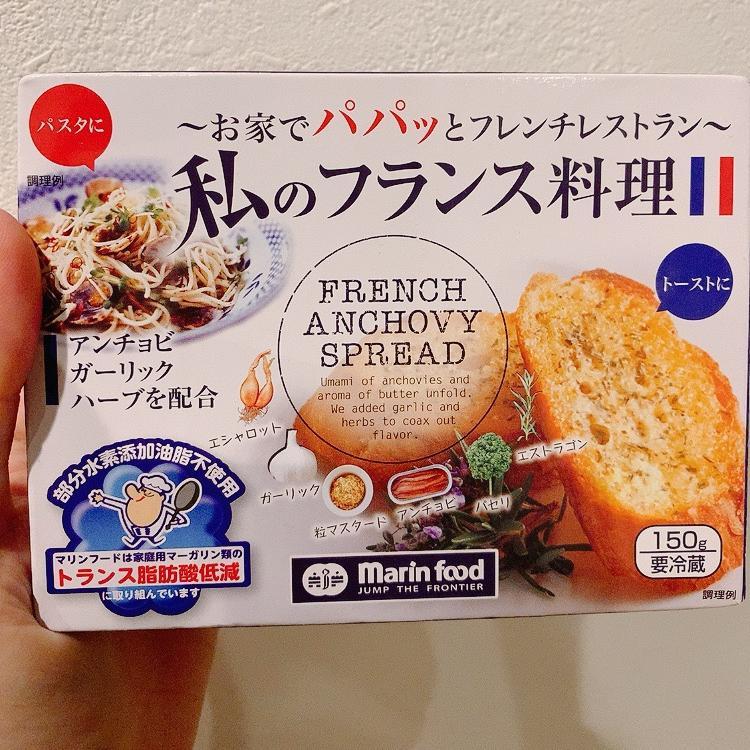 パスタに
調理例
〜お家でパパッとフレンチレストラン〜
私のフランス料理
トーストに
FRENCH
ANCHOVY
SPREAD
Umami of anchovies and
aroma of butter unfold.
We added garlic and
herbs to coax out
flavor.
アンチョビ
ガーリック
ハーブを配合
エシャロット
ガーリック
粒マスタード
アンチョビ
パセリ
エストラゴン
部分水素添加油脂不使用
マリンフードは家庭用マーガリン類の
トランス脂肪酸低減
に取り組んでいます
marin food
JUMP THE FRONTIER
150g
要冷蔵
調理例